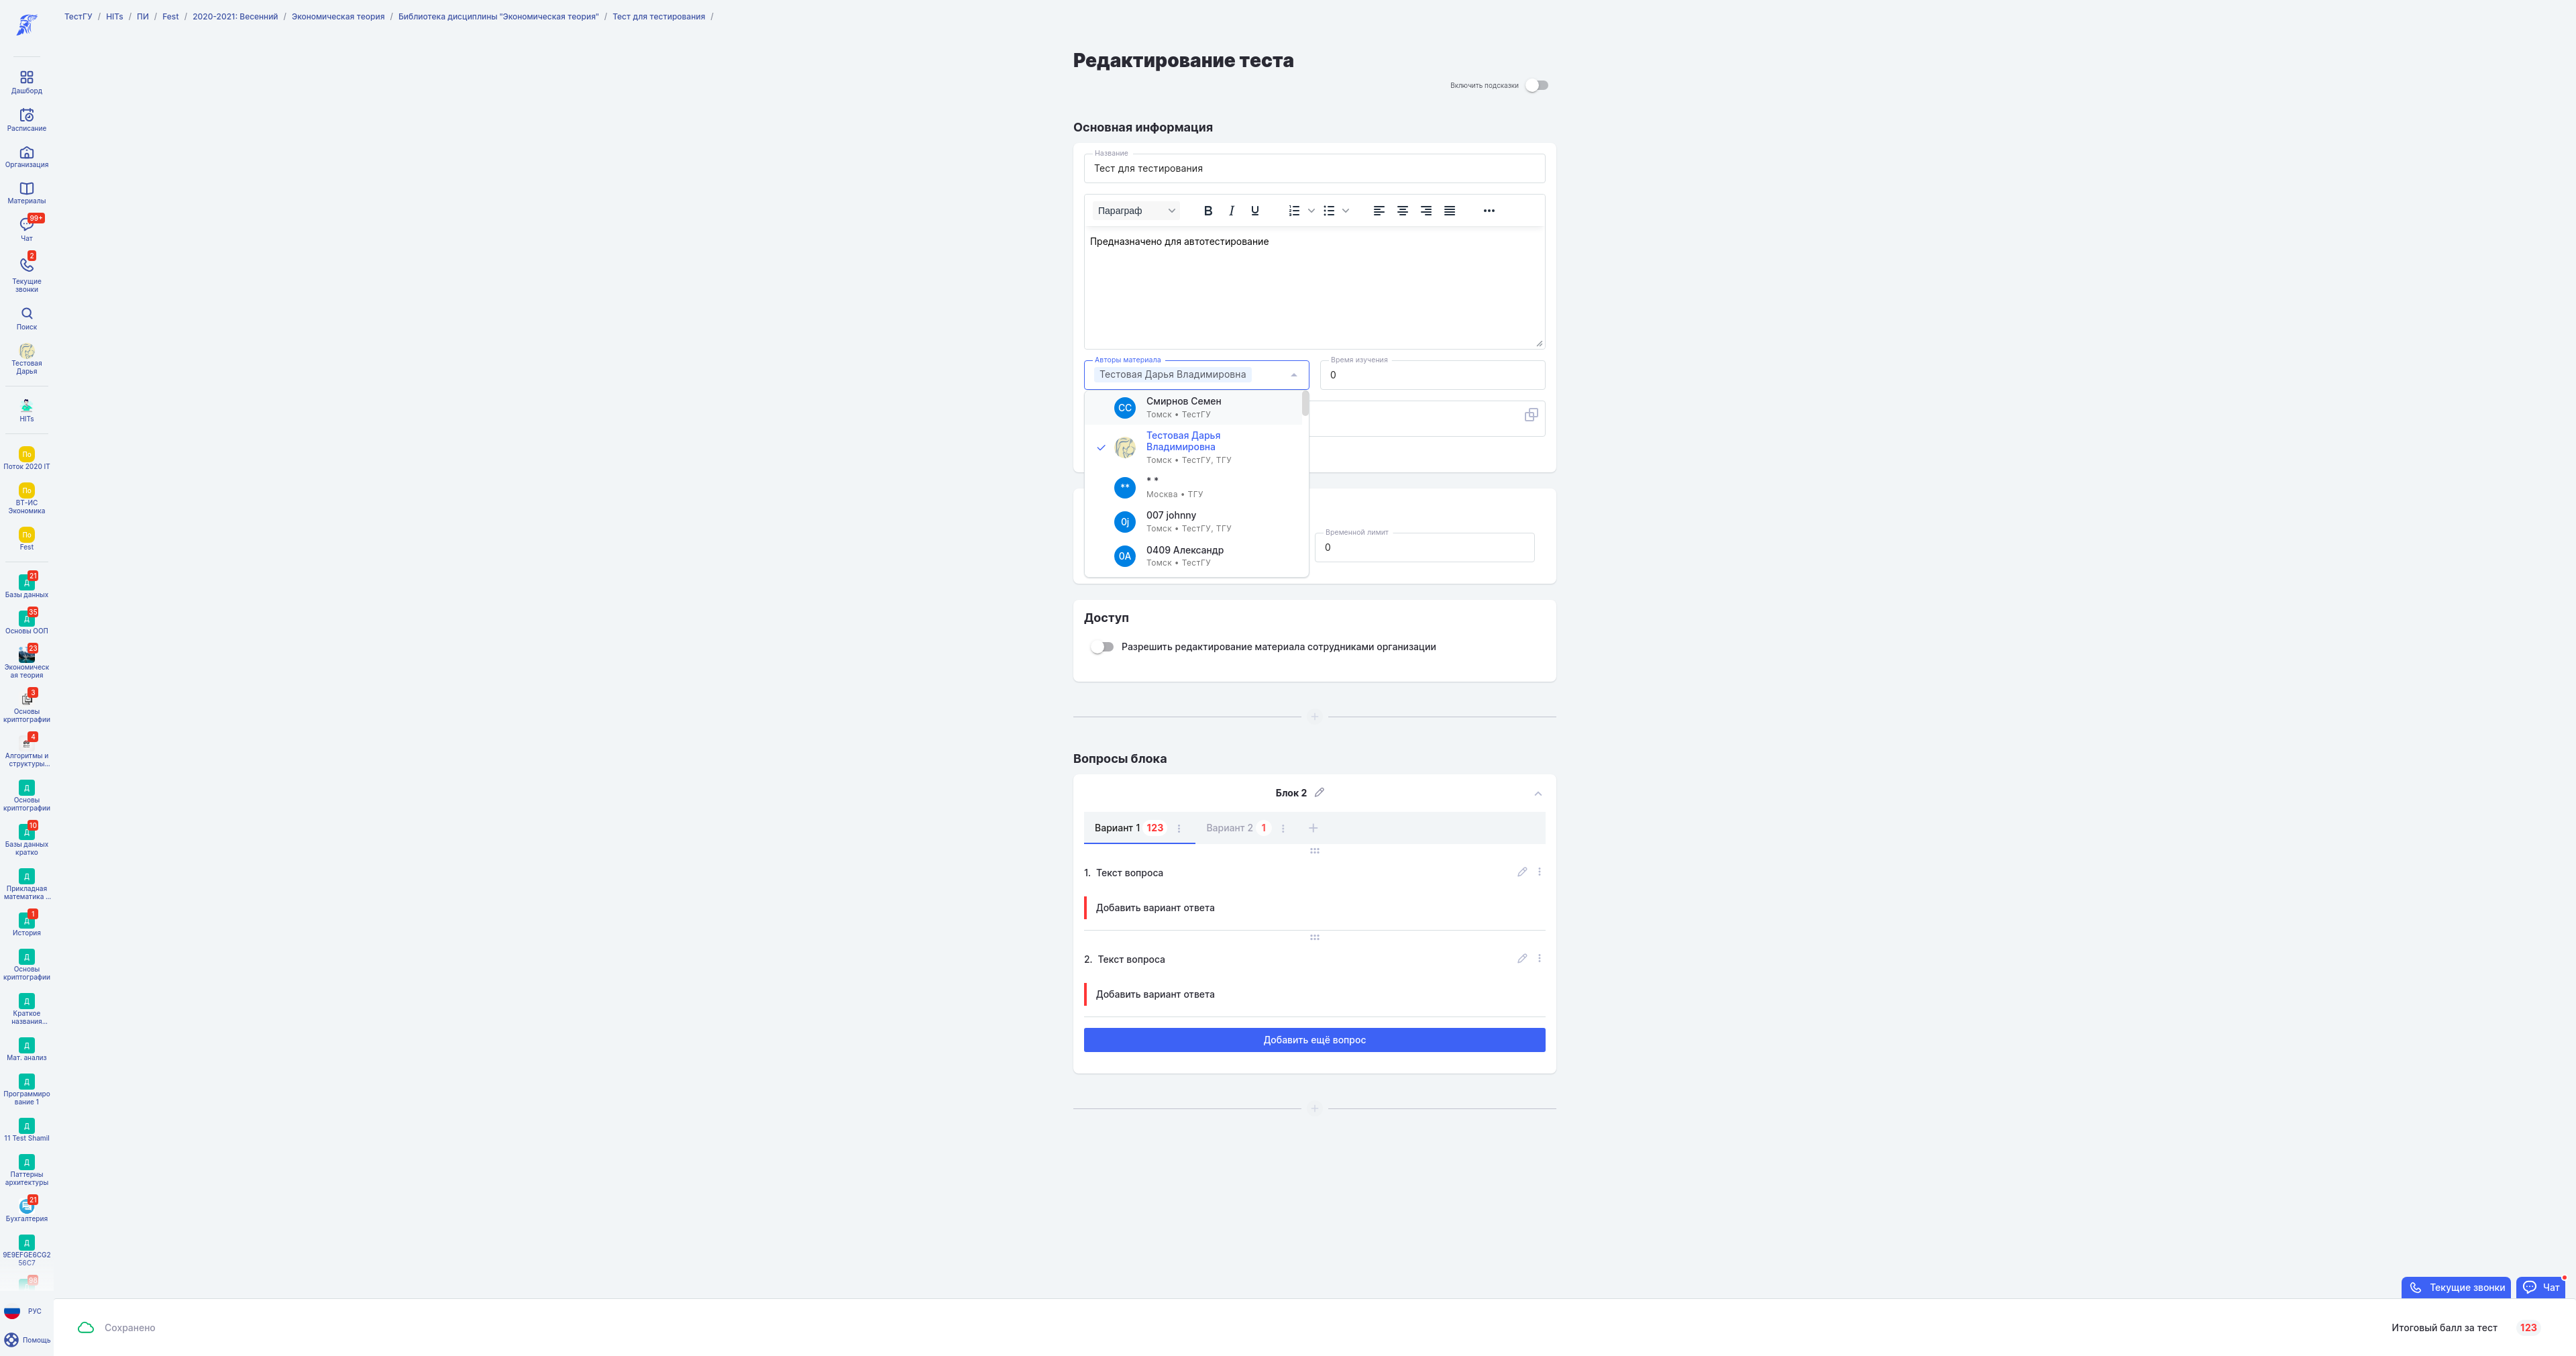 ТестГУ / HITs / ПИ / Fest / 2020-2021: Весенний / Экономическая теория / Библиотека дисциплины "Экономическая теория" / Тест для тестирования /
Дашборд
Расписание
Организация
Материалы
99+
Чат
2
Текущие
звонки
Поиск
Тестовая
Дарья
HITs
По
Поток 2020 IT
По
ВТ-ИС
Экономика
По
Fest
21
Д
Базы данных
35
Д
Основы ООП
23
Экономическ
ая теория
3
Основы
криптографии
4
Алгоритмы и
структуры...
Д
Основы
криптографии
10
Д
Базы данных
кратко
Д
Прикладная
математика ...
1
Д
История
Д
Основы
криптографии
Д
Краткое
названия...
Д
Мат. анализ
Д
Программиро
вание 1
Д
11 Test Shamil
Д
Паттерны
архитектуры
21
Бухгалтерия
Д
9E9EFGE6CG2
56C7
98
РУС
Помощь
Редактирование теста
Включить подсказки
Основная информация
Название
Тест для тестирования
Параграф
B I U
Предназначено для автотестирование
Авторы материала
Тестовая Дарья Владимировна
Время изучения
0
СС
Смирнов Семен
Томск • ТестГУ
Тестовая Дарья
Владимировна
Томск • ТестГУ, ТГУ
**
* *
Москва • ТГУ
0j
007 johnny
Томск • ТестГУ, ТГУ
0А
0409 Александр
Томск • ТестГУ
Временной лимит
0
Доступ
Разрешить редактирование материала сотрудниками организации
Вопросы блока
Блок 2
Вариант 1 123 Вариант 2 1
1. Текст вопроса
Добавить вариант ответа
2. Текст вопроса
Добавить вариант ответа
Добавить ещё вопрос
Текущие звонки
Чат
Сохранено
Итоговый балл за тест 123